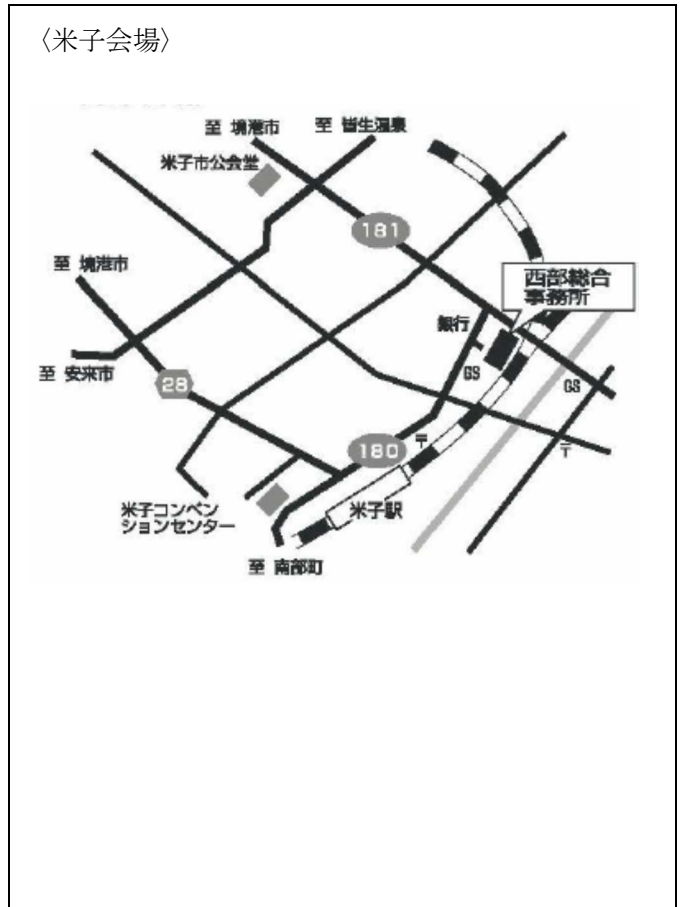 〈米子会場〉
至 境港市
至 皆生温泉
米子市公会堂
181
至 境港市
西部総合
事務所
銀行
至 安来市
28
GS
GS
180
〒
〒
米子コンベン
ションセンター
米子駅
至 南部町